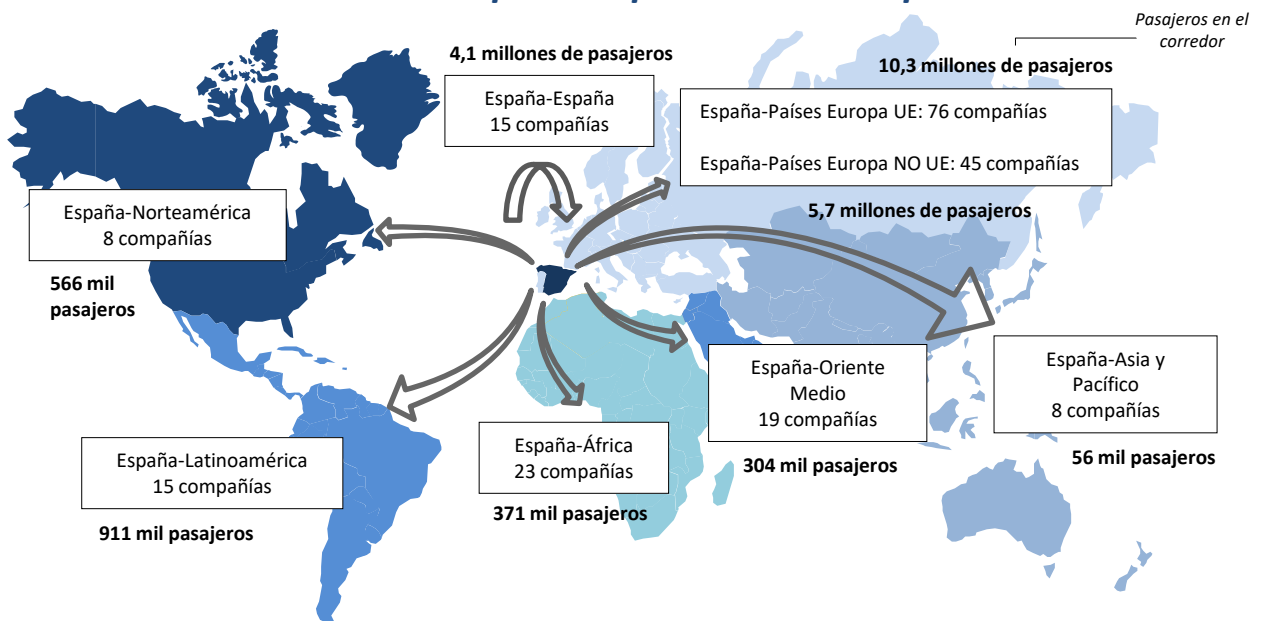 Pasajeros en el
corredor
4,1 millones de pasajeros
España-España
15 compañías
10,3 millones de pasajeros
España-Países Europa UE: 76 compañías
España-Países Europa NO UE: 45 compañías
5,7 millones de pasajeros
España-Norteamérica
8 compañías
566 mil
pasajeros
España-Oriente
Medio
19 compañías
304 mil pasajeros
España-Asia y
Pacífico
8 compañías
56 mil pasajeros
España-África
23 compañías
371 mil pasajeros
España-Latinoamérica
15 compañías
911 mil pasajeros